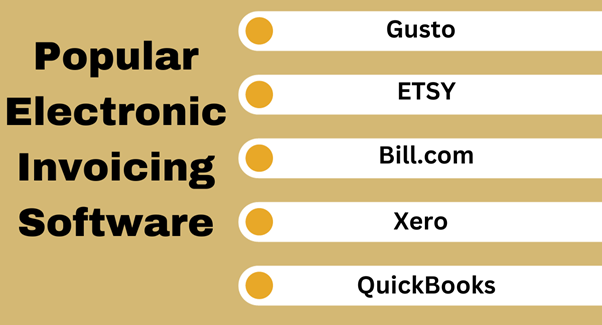 Popular
Electronic
Invoicing
Software
Gusto
ETSY
Bill.com
Xero
QuickBooks